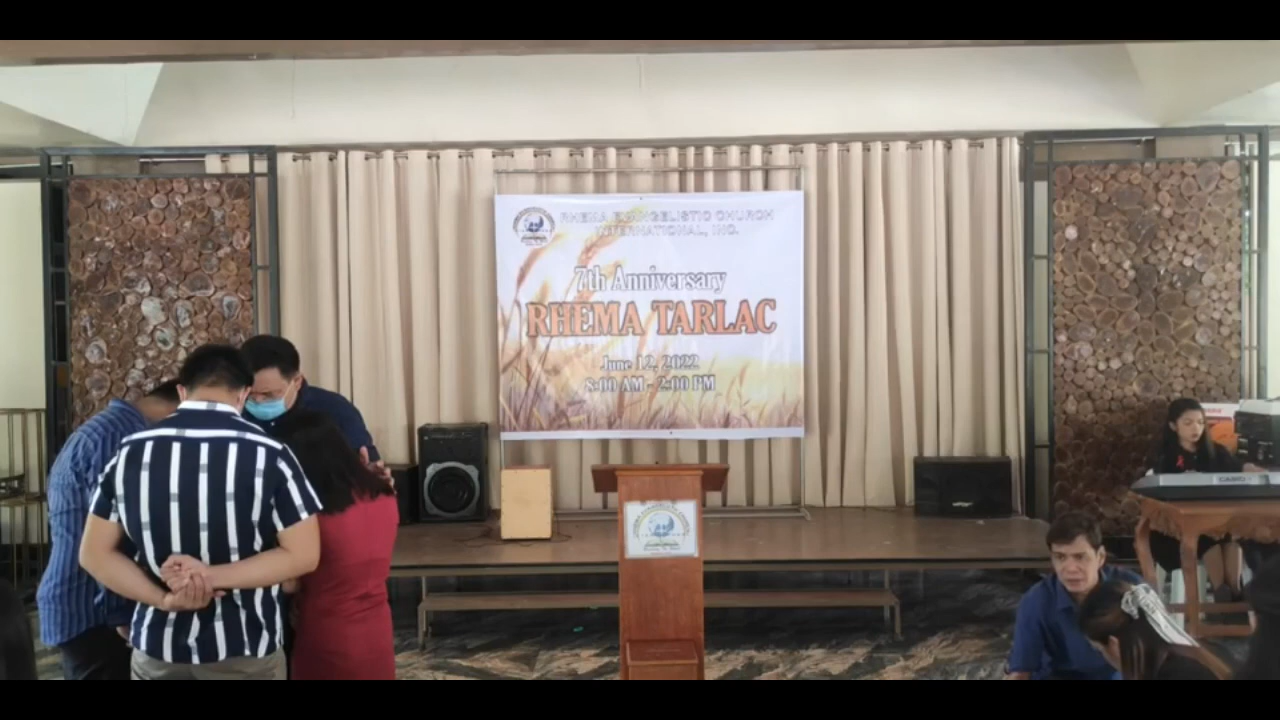 RHEMA EVANGELISTIC CHURCH
INTERNATIONAL, INC.
7th Anniversary
RHEMA TARLAC
June 12, 2022
8:00 AM - 2:00 PM
CASIO